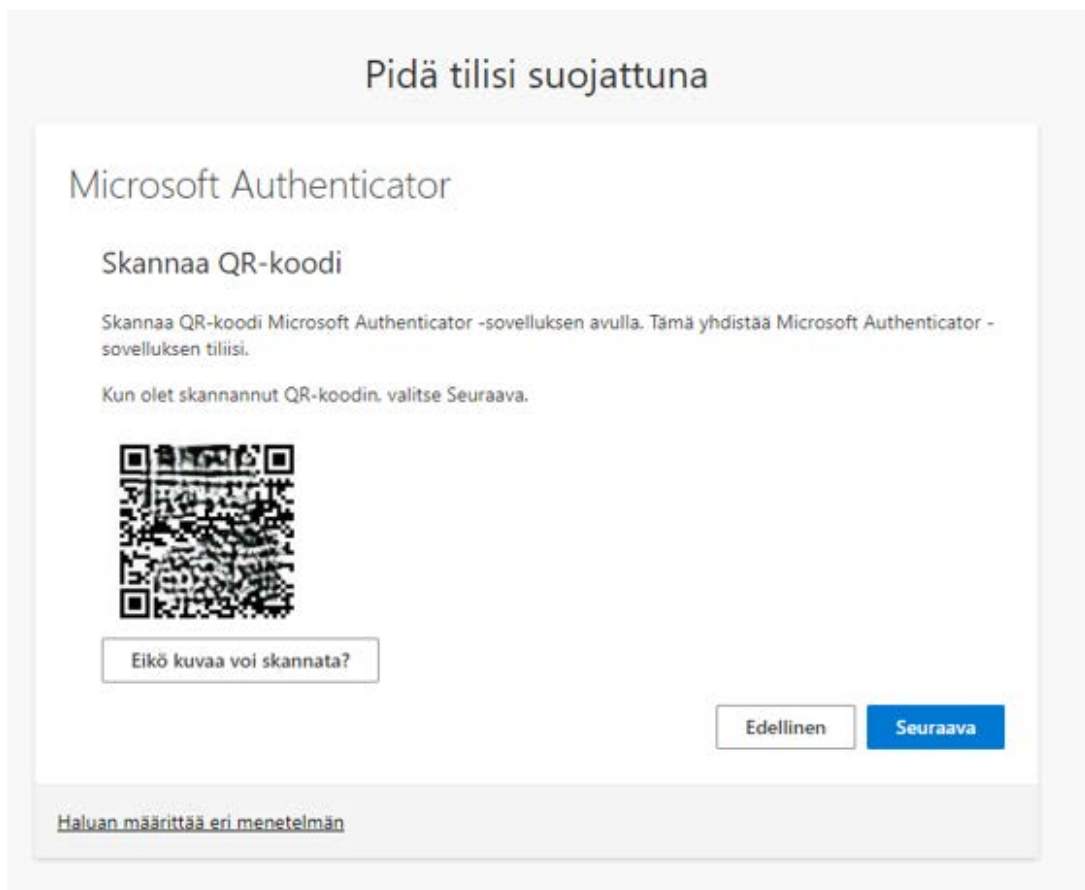 Pidä tilisi suojattuna
Microsoft Authenticator
Skannaa QR-koodi
Skannaa QR-koodi Microsoft Authenticator -sovelluksen avulla. Tämä yhdistää Microsoft Authenticator -
sovelluksen tiliisi.
Kun olet skannannut QR-koodin, valitse Seuraava.
Eikö kuvaa voi skannata?
Edellinen
Seuraava
Haluan määrittää eri menetelmän